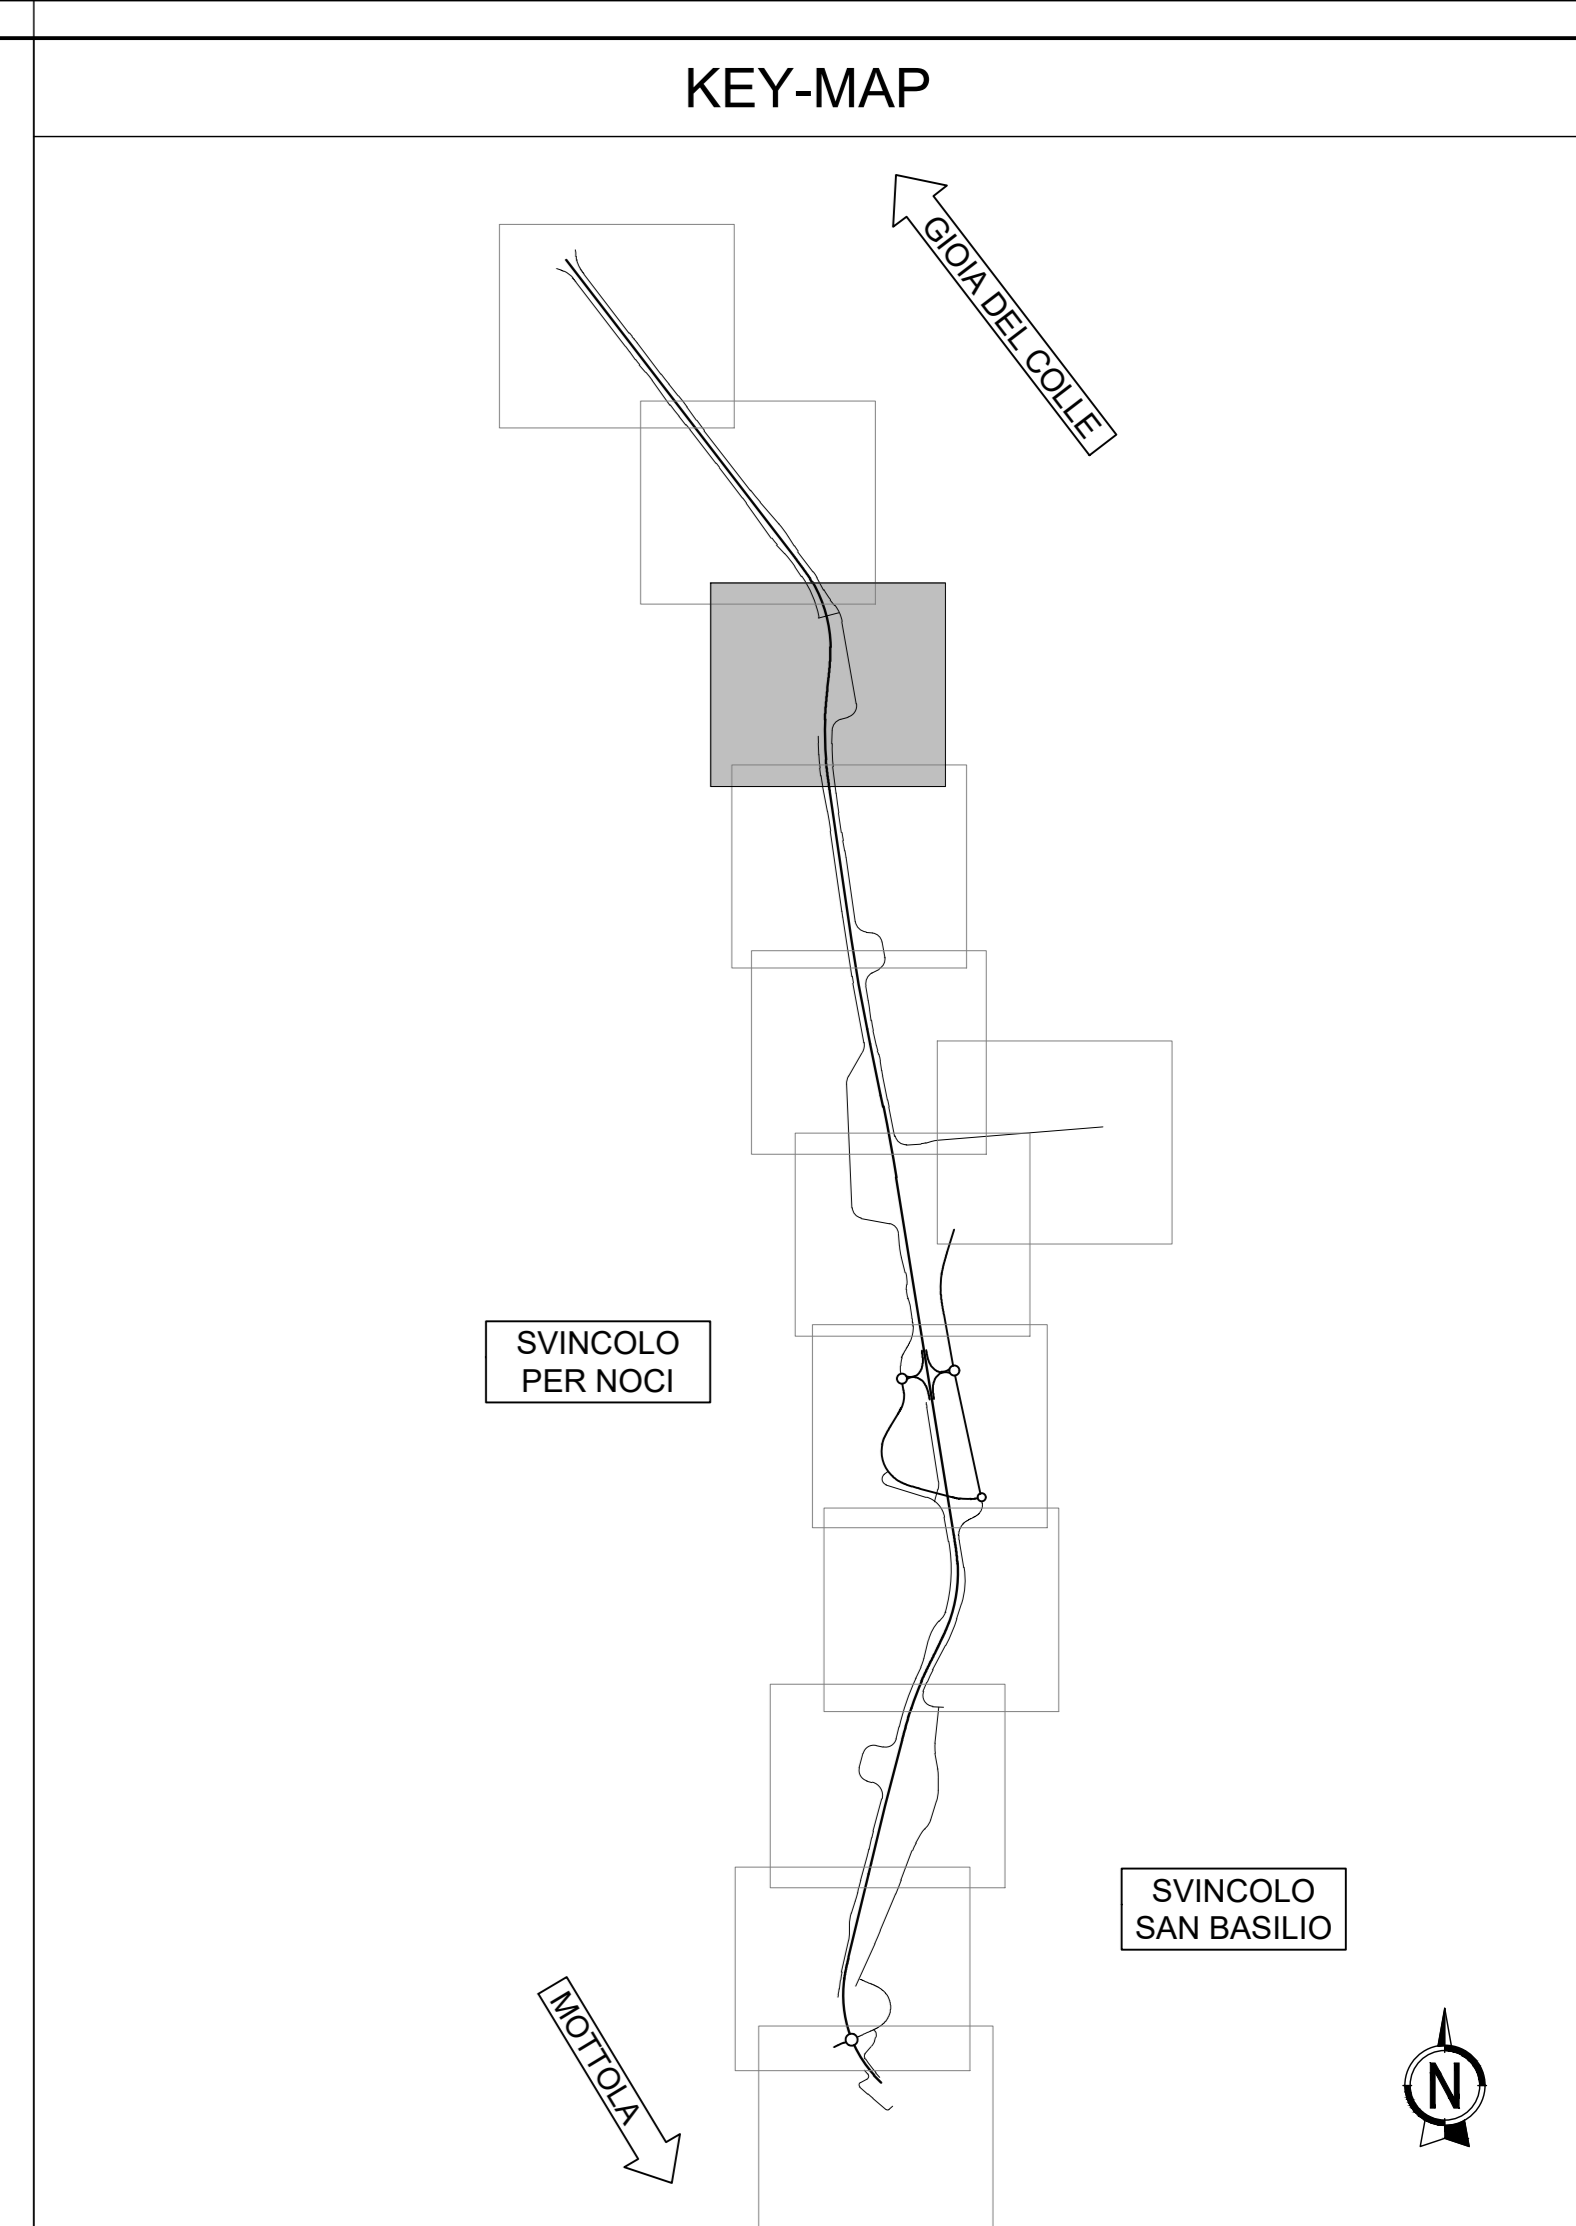 KEY-MAP
GIOIA DEL COLLE
SVINCOLO
PER NOCI
SVINCOLO
SAN BASILIO
MOTTOLA
N